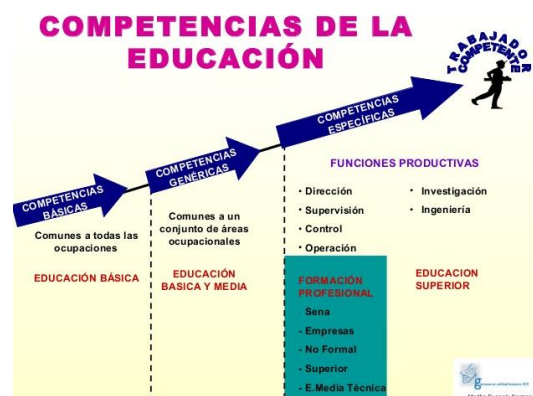 COMPETENCIAS DE LA
EDUCACIÓN
TRABAJADOR
COMPETENTE
COMPETENCIAS
ESPECÍFICAS
COMPETENCIAS
GENÉRICAS
COMPETENCIAS
BÁSICAS
FUNCIONES PRODUCTIVAS
• Dirección
• Supervisión
• Control
• Operación
• Investigación
• Ingeniería
Comunes a todas las
ocupaciones
Comunes a un
conjunto de áreas
ocupacionales
EDUCACIÓN BÁSICA
EDUCACIÓN
BASICA Y MEDIA
FORMACIÓN
PROFESIONAL
Sena
- Empresas
- No Formal
- Superior
- E.Media Técnica
EDUCACION
SUPERIOR